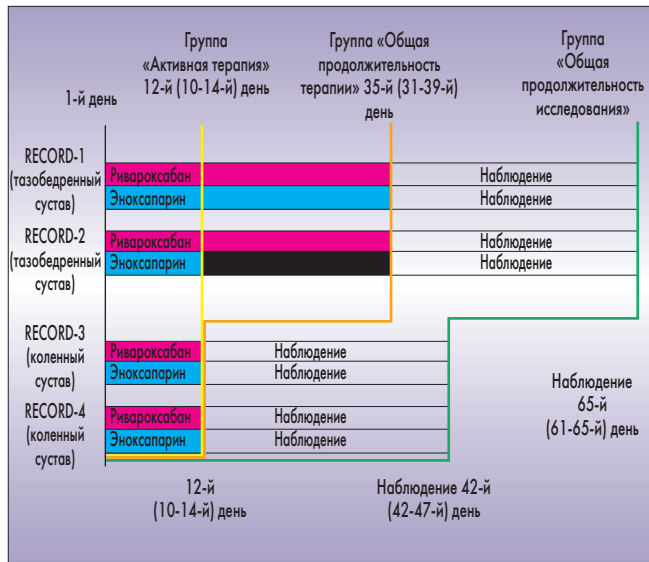 1-й день
Группа
«Активная терапия»
12-й (10-14-й) день
Группа «Общая
продолжительность
терапии» 35-й (31-39-й)
день
Группа
«Общая
продолжительность
исследования»
RECORD-1
(тазобедренный
сустав)
Ривароксабан
Наблюдение
Эноксапарин
Наблюдение
RECORD-2
(тазобедренный
сустав)
Ривароксабан
Наблюдение
Эноксапарин
Наблюдение
RECORD-3
(коленный
сустав)
Ривароксабан
Наблюдение
Эноксапарин
Наблюдение
RECORD-4
(коленный
сустав)
Ривароксабан
Наблюдение
Эноксапарин
Наблюдение
Наблюдение
65-й
(61-65-й) день
12-й
(10-14-й) день
Наблюдение 42-й
(42-47-й) день